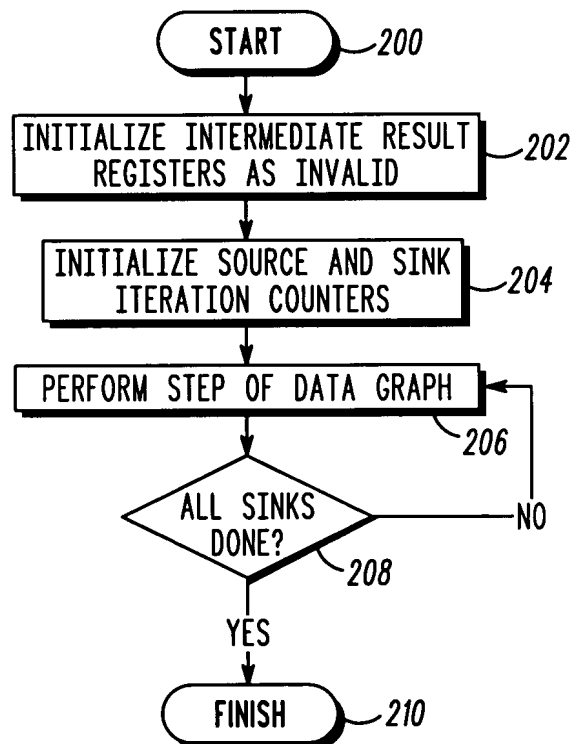 START
200
INITIALIZE INTERMEDIATE RESULT
REGISTERS AS INVALID
202
INITIALIZE SOURCE AND SINK
ITERATION COUNTERS
204
PERFORM STEP OF DATA GRAPH
206
ALL SINKS
DONE?
NO
208
YES
FINISH
210